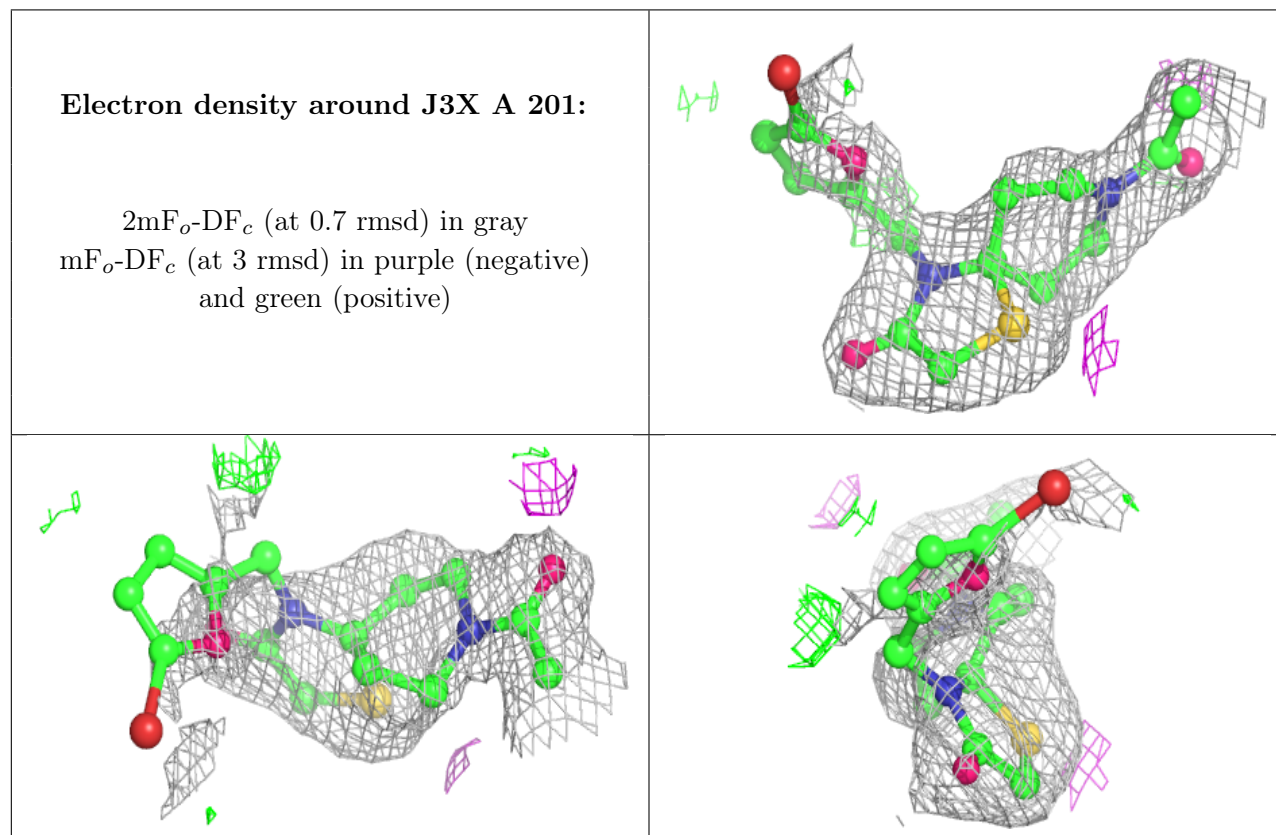 Electron density around J3X A 201:
2mFo-DFc (at 0.7 rmsd) in gray
mFo-DFc (at 3 rmsd) in purple (negative)
and green (positive)